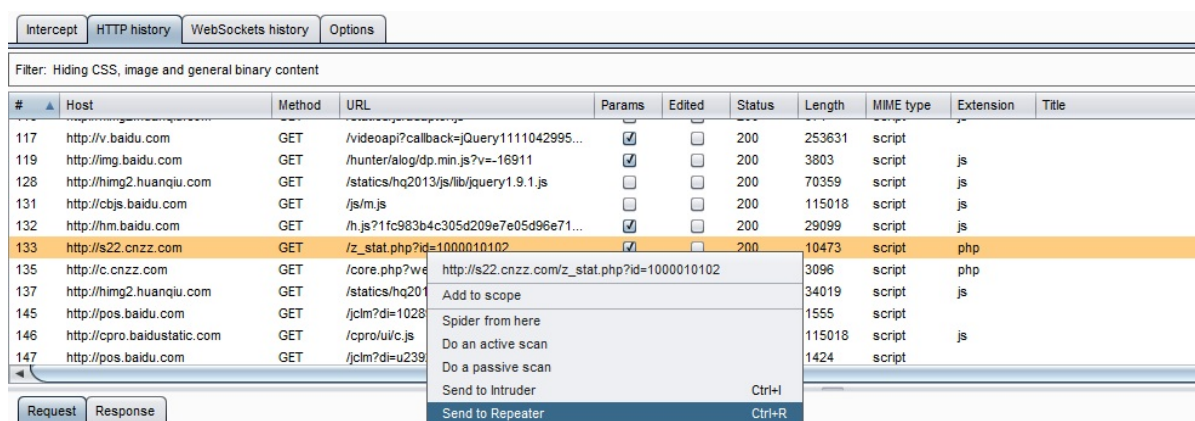 Intercept HTTP history WebSockets history Options
Filter: Hiding CSS, image and general binary content
# Host Method URL Params Edited Status Length MIME type Extension Title
117 http://v.baidu.com GET /videoapi?callback=jQuery1111042995... 200 253631 script
119 http://img.baidu.com GET /hunter/alog/dp.min.js?v=-16911 200 3803 script js
128 http://himg2.huanqiu.com GET /statics/hq2013/js/lib/jquery1.9.1.js 200 70359 script js
131 http://cbjs.baidu.com GET /js/m.js 200 115018 script js
132 http://hm.baidu.com GET /h.js?1fc983b4c305d209e7e05d96e71... 200 29099 script js
133 http://s22.cnzz.com GET /z_stat.php?id=1000010102 200 10473 script php
135 http://c.cnzz.com GET /core.php?we 3096 script php
137 http://himg2.huanqiu.com GET /statics/hq201 34019 script js
145 http://pos.baidu.com GET /jclm?di=1028 1555 script
146 http://cpro.baidustatic.com GET /cpro/ui/c.js 115018 script js
147 http://pos.baidu.com GET /jclm?di=u239 1424 script
http://s22.cnzz.com/z_stat.php?id=1000010102
Add to scope
Spider from here
Do an active scan
Do a passive scan
Send to Intruder Ctrl+I
Send to Repeater Ctrl+R
Request Response